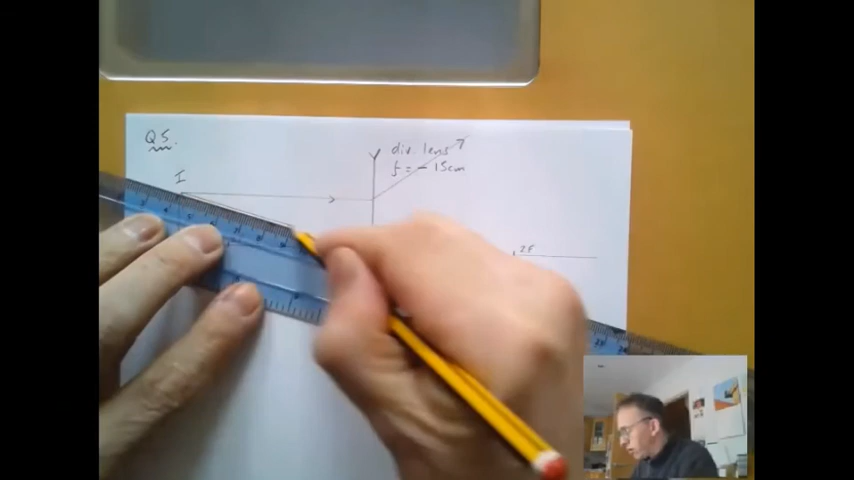 Q5.
div. lens
f = - 15cm
I
2F